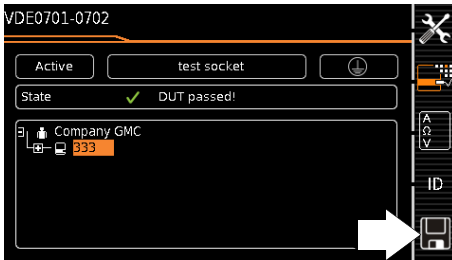 VDE0701-0702
Active
test socket
State
DUT passed!
Company GMC
333
A
Ω
V
ID